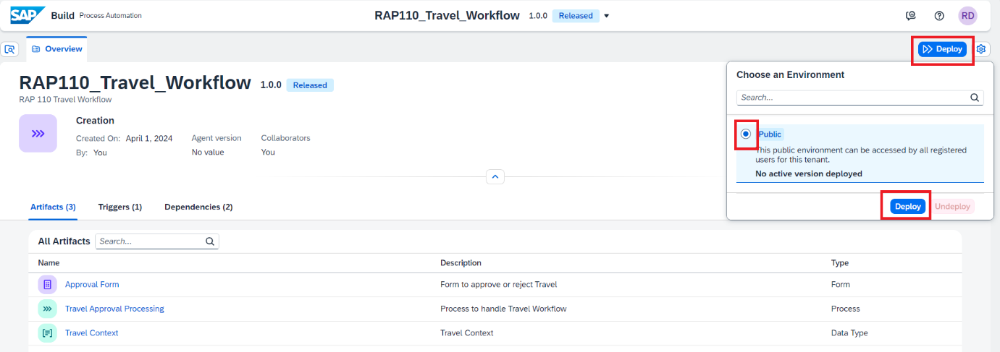 SAP Build Process Automation
RAP110_Travel_Workflow 1.0.0 Released
RD
Overview
Deploy
RAP110_Travel_Workflow 1.0.0 Released
RAP 110 Travel Workflow
Creation
Created On: April 1, 2024 Agent version Collaborators
By: You No value You
Choose an Environment
Search...
Public
This public environment can be accessed by all registered
users for this tenant.
No active version deployed
Deploy Undeploy
Artifacts (3) Triggers (1) Dependencies (2)
All Artifacts Search...
Name Description Type
Approval Form Form to approve or reject Travel Form
Travel Approval Processing Process to handle Travel Workflow Process
Travel Context Travel Context Data Type